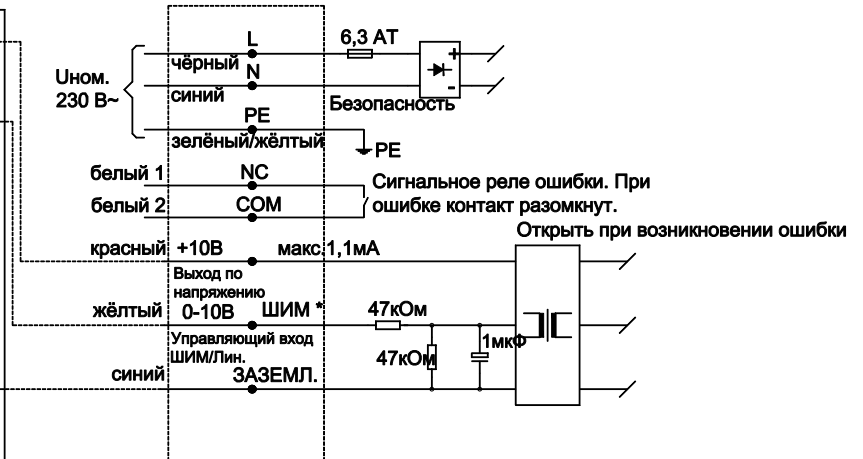 L
6,3 АТ
чёрный
N
+
-
Uном.
230 В~
синий
Безопасность
PE
зелёный/жёлтый
PE
белый 1
NC
Сигнальное реле ошибки. При
белый 2
COM
ошибке контакт разомкнут.
Открыть при возникновении ошибки
красный
+10В
макс.1,1мА
Выход по
напряжению
жёлтый
0-10В
ШИМ *
47кОм
Управляющий вход
ШИМ/Лин.
47кОм
1мкФ
синий
ЗАЗЕМЛ.